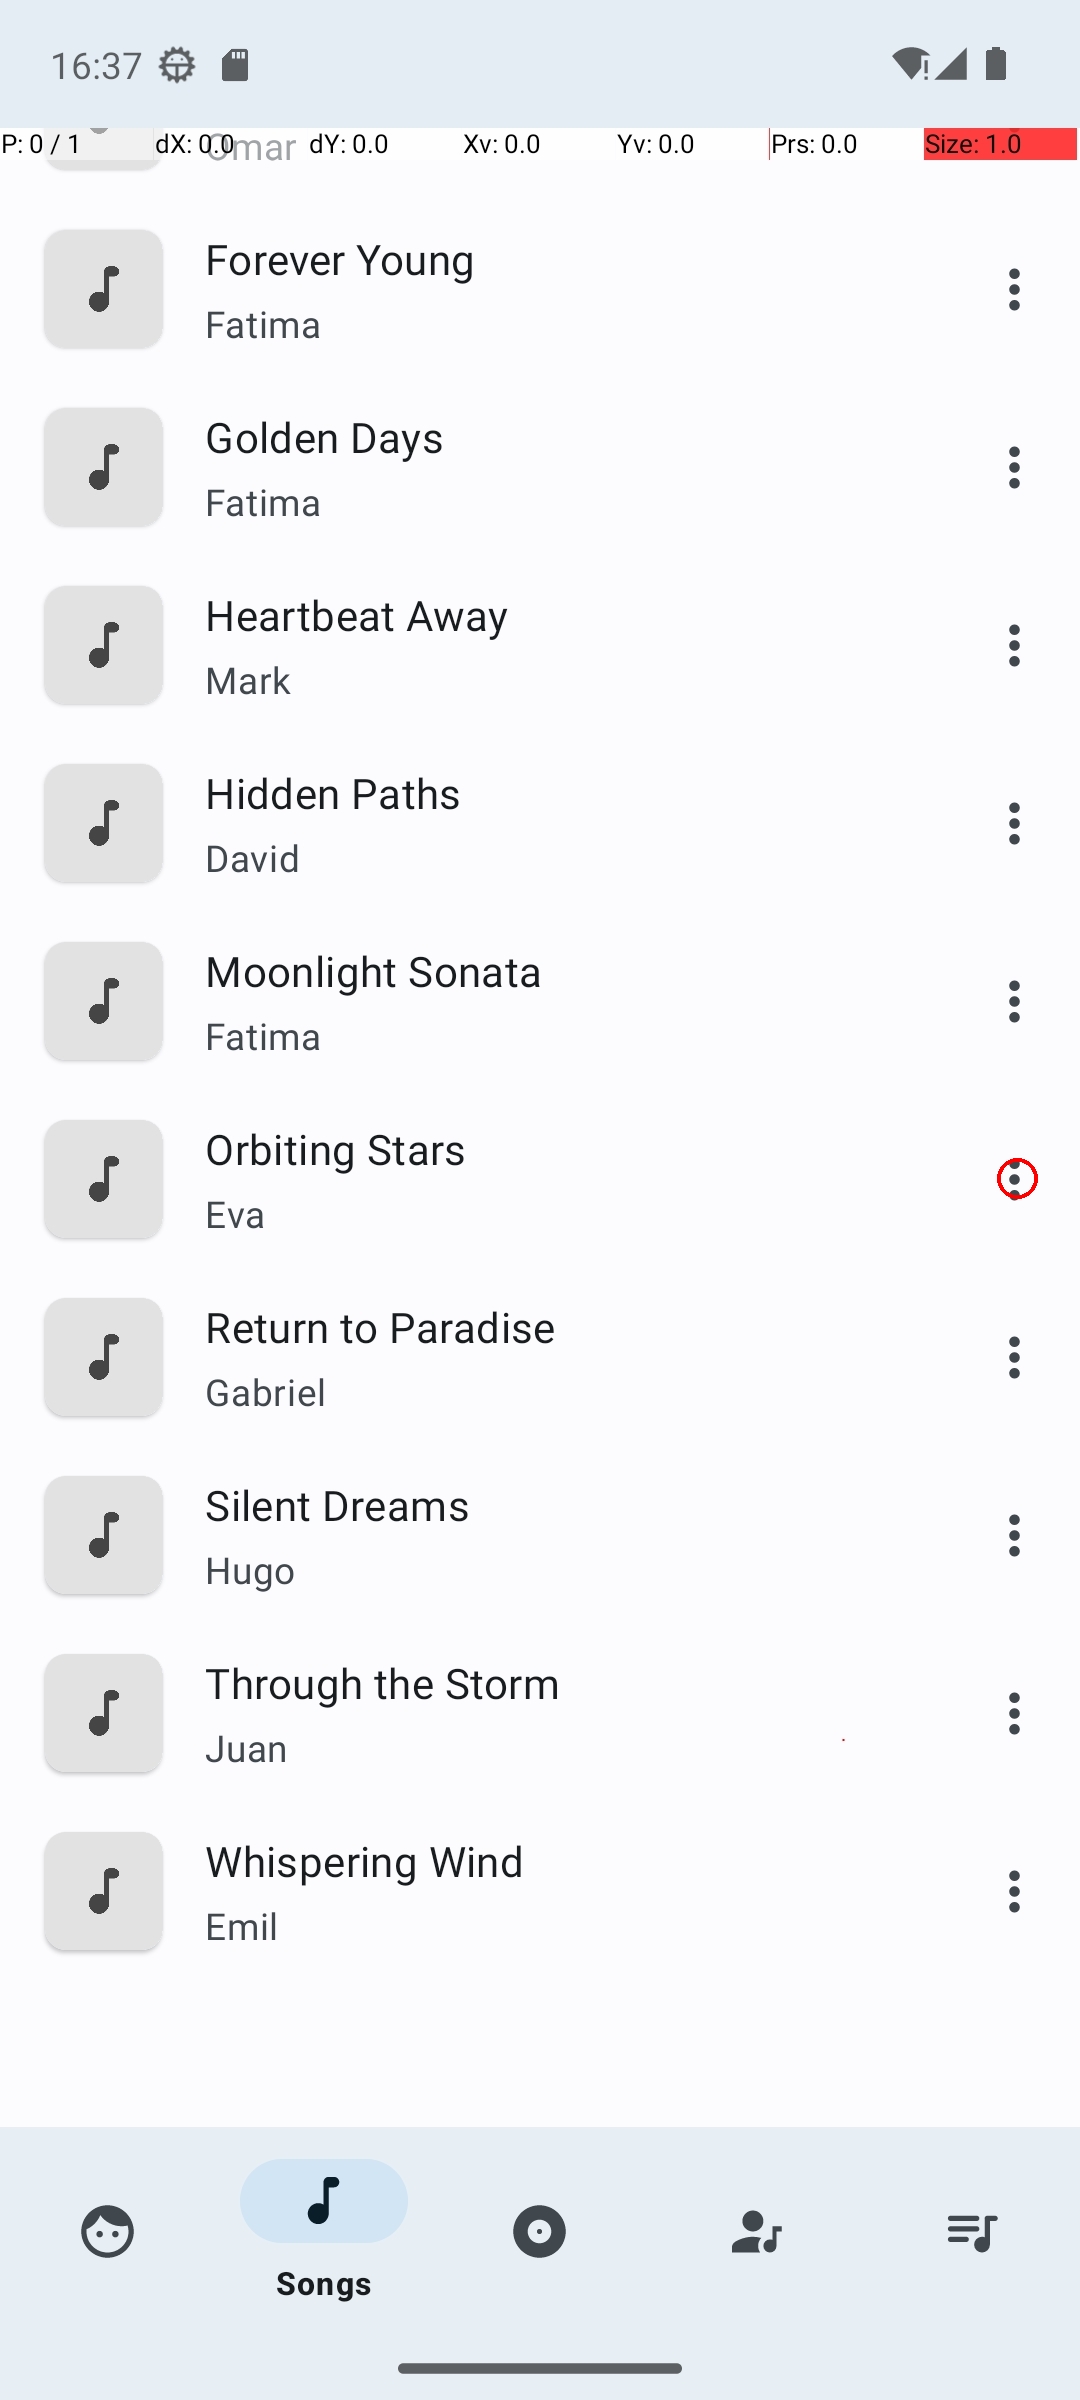 16:37
P: 0 / 1 dX: 0.0 dY: 0.0 Xv: 0.0 Yv: 0.0 Prs: 0.0 Size: 1.0
Omar
Forever Young
Fatima
Golden Days
Fatima
Heartbeat Away
Mark
Hidden Paths
David
Moonlight Sonata
Fatima
Orbiting Stars
Eva
Return to Paradise
Gabriel
Silent Dreams
Hugo
Through the Storm
Juan
Whispering Wind
Emil
Songs